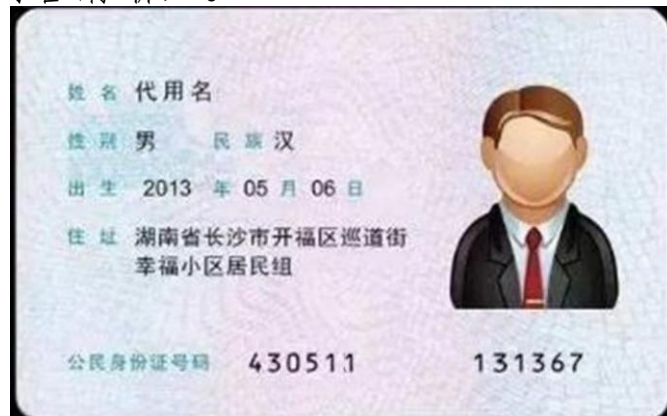 姓名 代用名
性别 男 民族 汉
出生 2013 年 05 月 06 日
住址 湖南省长沙市开福区巡道街
幸福小区居民组
公民身份证号码 430511 131367